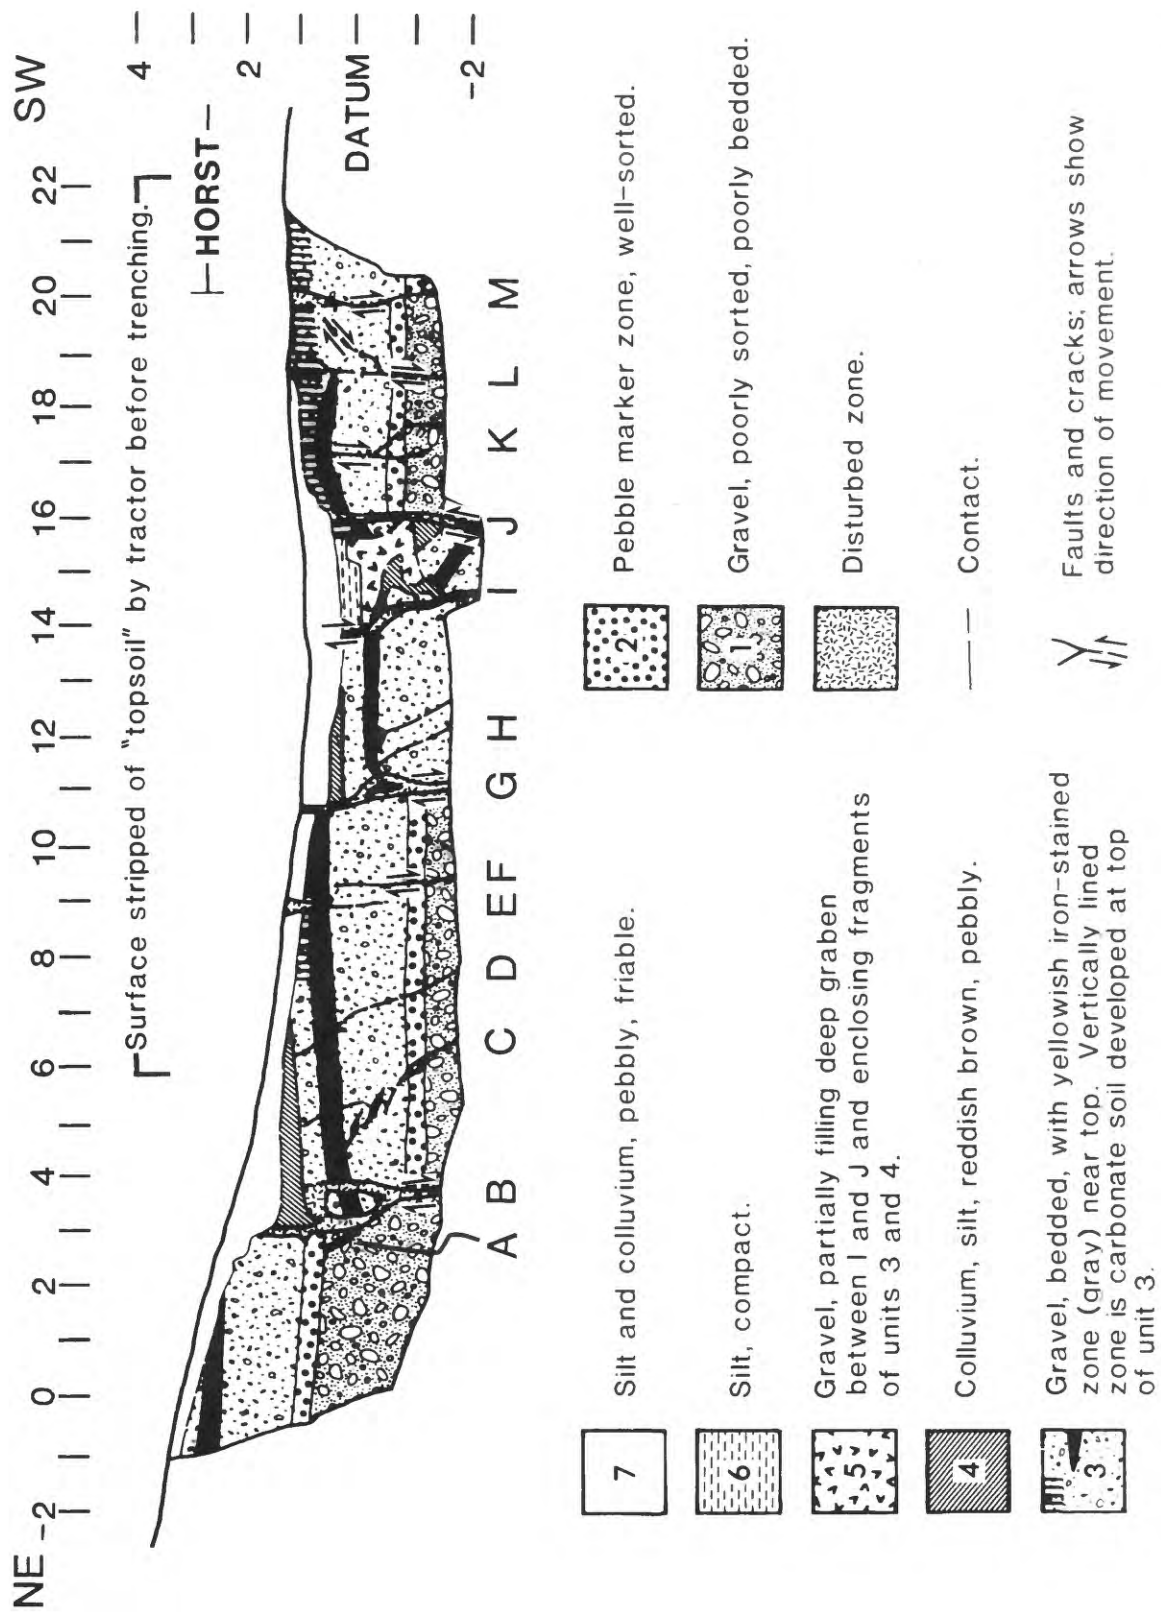 NE -2 0 2 4 6 8 10 12 14 16 18 20 22 SW
Surface stripped of "topsoil" by tractor before trenching.
HORST
4
2
DATUM
-2
A B C D E F G H I J K L M
7 Silt and colluvium, pebbly, friable.
6 Silt, compact.
5 Gravel, partially filling deep graben
between I and J and enclosing fragments
of units 3 and 4.
4 Colluvium, silt, reddish brown, pebbly.
3 Gravel, bedded, with yellowish iron-stained
zone (gray) near top. Vertically lined
zone is carbonate soil developed at top
of unit 3.
2 Pebble marker zone, well-sorted.
1 Gravel, poorly sorted, poorly bedded.
Disturbed zone.
Contact.
Faults and cracks; arrows show
direction of movement.